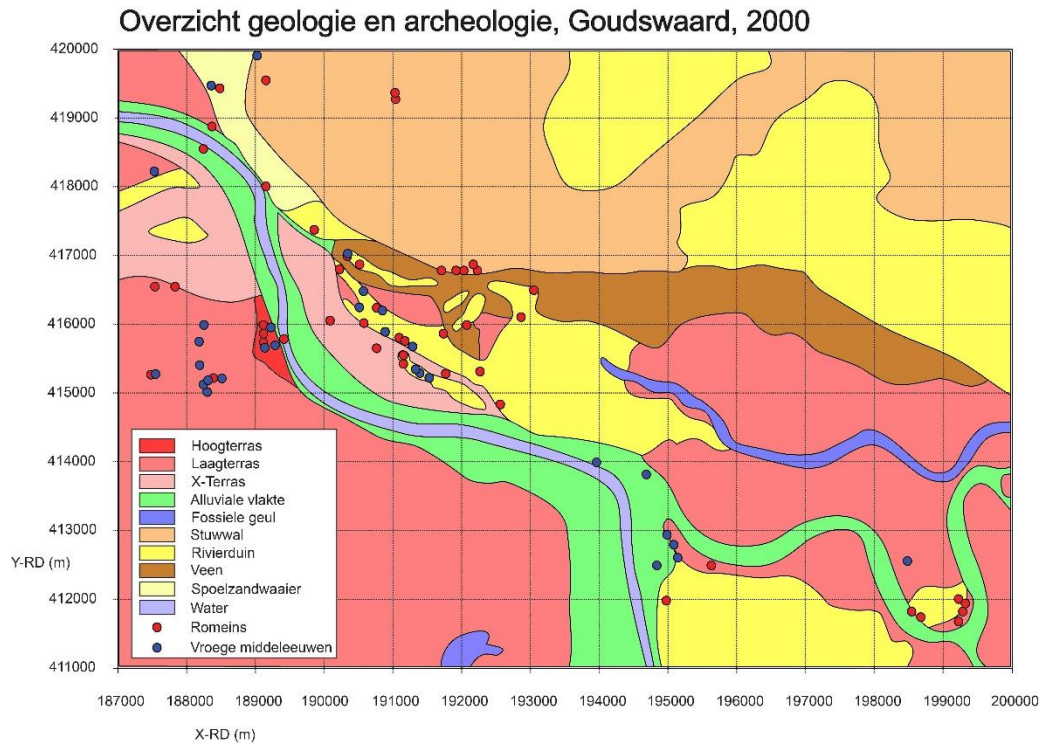 Overzicht geologie en archeologie, Goudswaard, 2000
420000
419000
418000
417000
416000
415000
414000
413000
412000
411000
Y-RD (m)
Hoogterras
Laagterras
X-Terras
Alluviale vlakte
Fossiele geul
Stuwwal
Rivierduin
Veen
Spoelzandwaaier
Water
Romeins
Vroege middeleeuwen
187000 188000 189000 190000 191000 192000 193000 194000 195000 196000 197000 198000 199000 200000
X-RD (m)